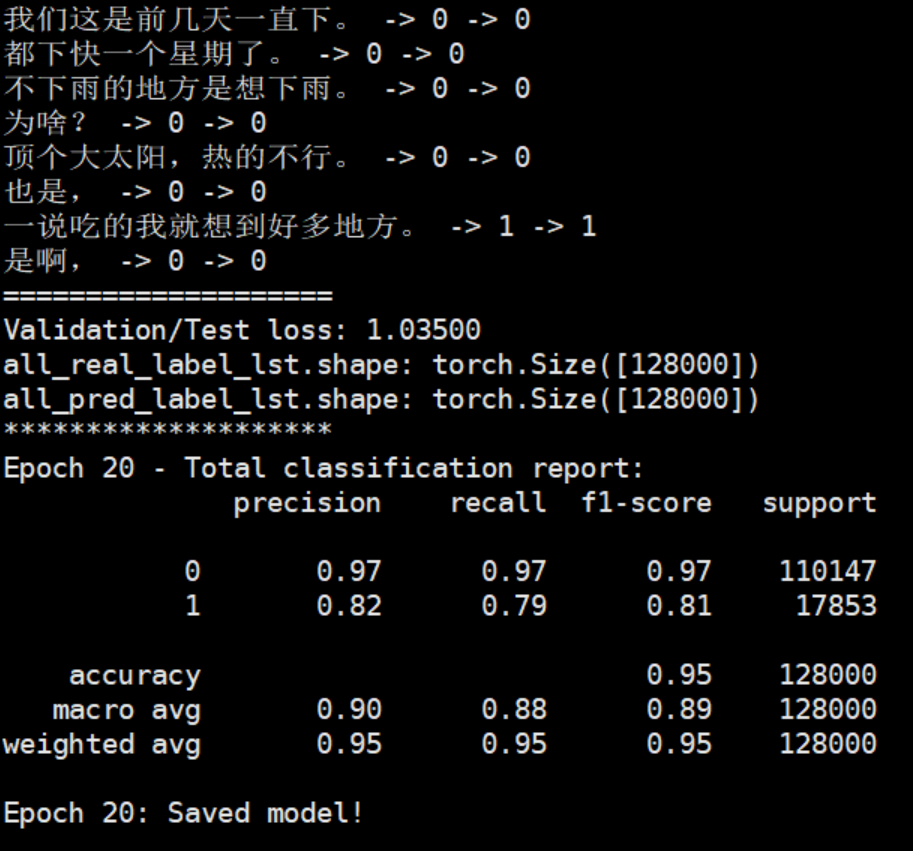 我们这是前几天一直下。 -> 0 -> 0
都下快一个星期了。 -> 0 -> 0
不下雨的地方是想下雨。 -> 0 -> 0
为啥? -> 0 -> 0
顶个大太阳，热的不行。 -> 0 -> 0
也是， -> 0 -> 0
一说吃的我就想到好多地方。 -> 1 -> 1
是啊， -> 0 -> 0
====================
Validation/Test loss: 1.03500
all_real_label_lst.shape: torch.Size([128000])
all_pred_label_lst.shape: torch.Size([128000])
********************
Epoch 20 - Total classification report:
precision recall f1-score support
0 0.97 0.97 0.97 110147
1 0.82 0.79 0.81 17853
accuracy 0.95 128000
macro avg 0.90 0.88 0.89 128000
weighted avg 0.95 0.95 0.95 128000
Epoch 20: Saved model!